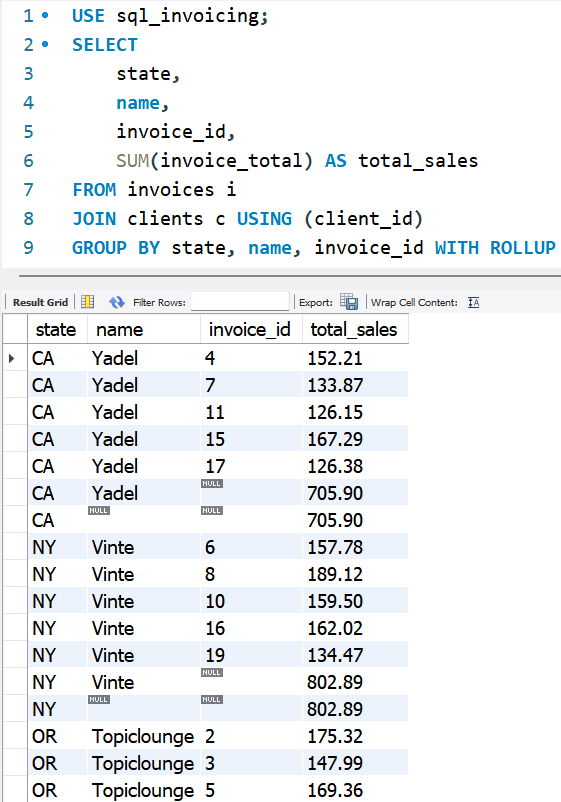 1 USE sql_invoicing;
2 SELECT
3 state,
4 name,
5 invoice_id,
6 SUM(invoice_total) AS total_sales
7 FROM invoices i
8 JOIN clients c USING (client_id)
9 GROUP BY state, name, invoice_id WITH ROLLUP
Result Grid Filter Rows: Export: Wrap Cell Content: IA
state name invoice_id total_sales
CA Yadel 4 152.21
CA Yadel 7 133.87
CA Yadel 11 126.15
CA Yadel 15 167.29
CA Yadel 17 126.38
CA Yadel NULL 705.90
CA NULL NULL 705.90
NY Vinte 6 157.78
NY Vinte 8 189.12
NY Vinte 10 159.50
NY Vinte 16 162.02
NY Vinte 19 134.47
NY Vinte NULL 802.89
NY NULL NULL 802.89
OR Topiclounge 2 175.32
OR Topiclounge 3 147.99
OR Topiclounge 5 169.36